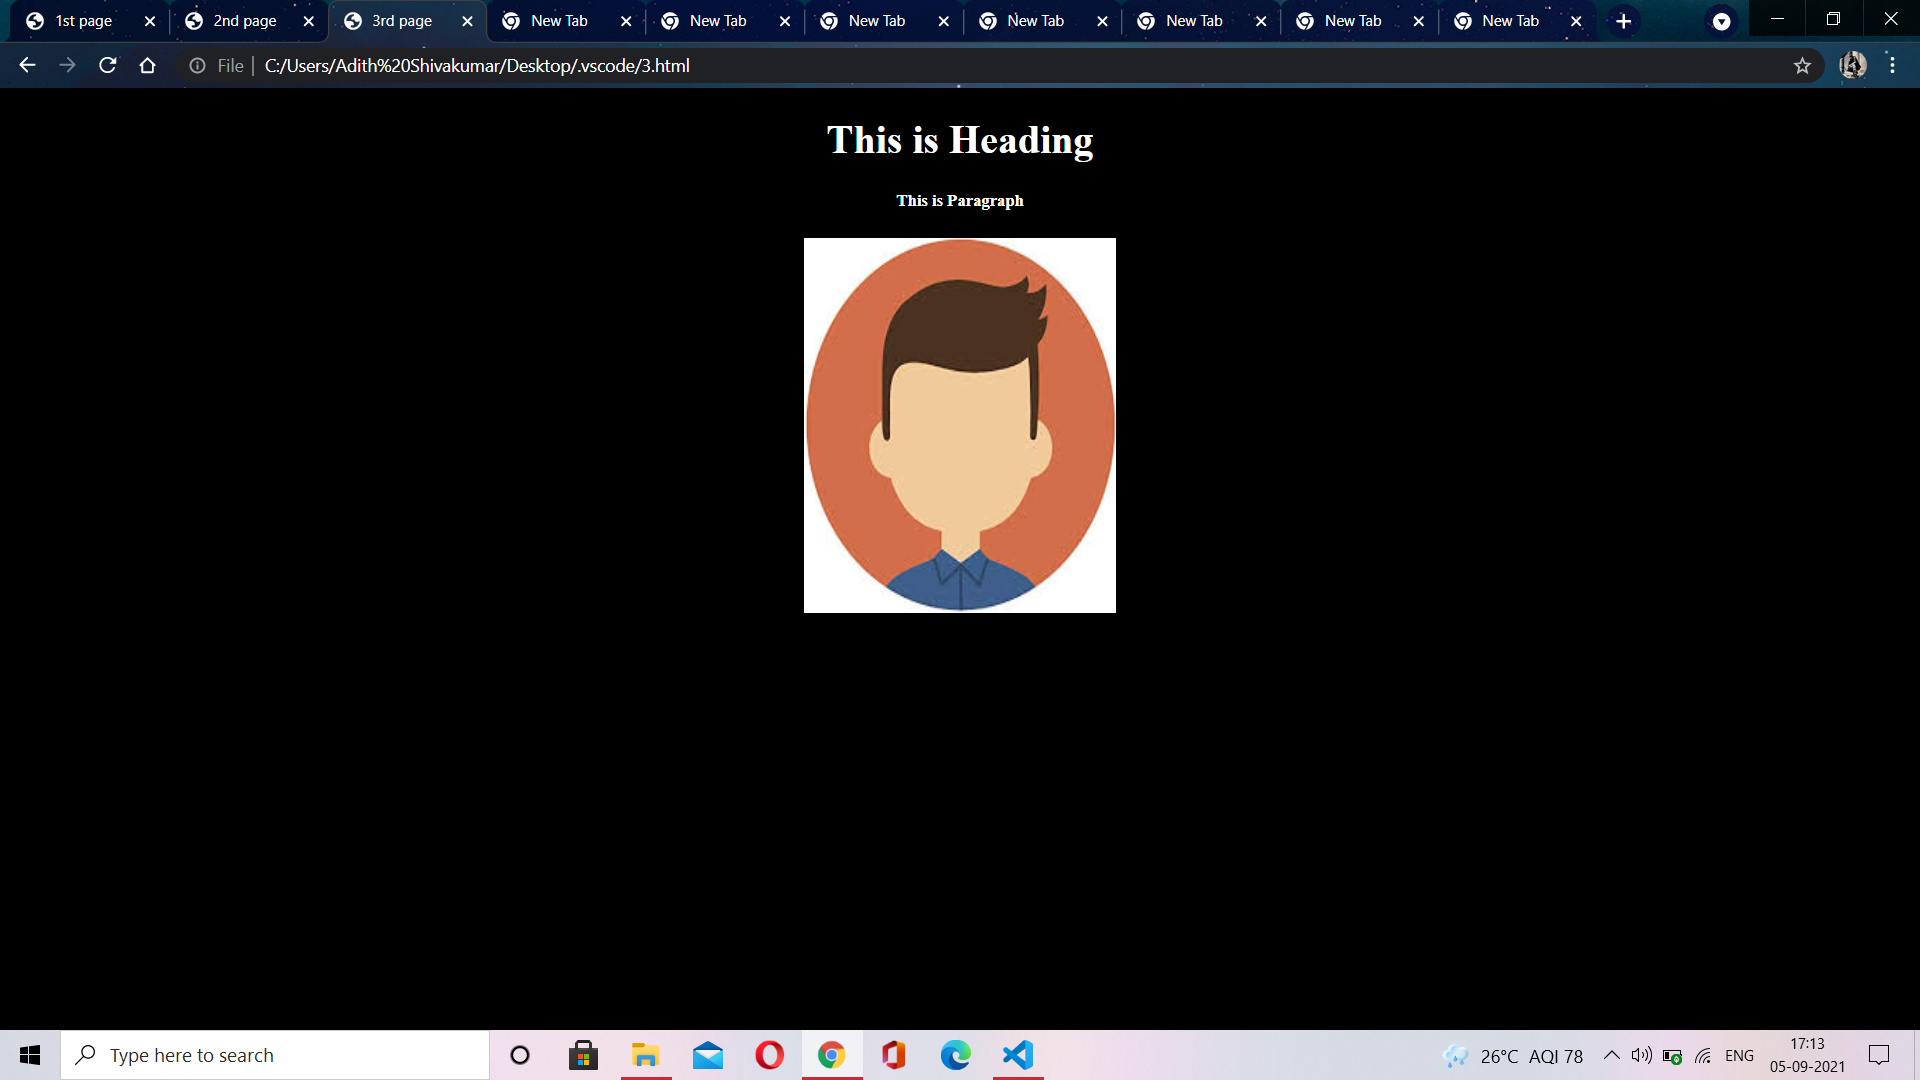 1st page 2nd page 3rd page New Tab New Tab New Tab New Tab New Tab New Tab New Tab
File C:/Users/Adith%20Shivakumar/Desktop/.vscode/3.html
This is Heading
This is Paragraph
Type here to search 26°C AQI 78 ENG 17:13
05-09-2021